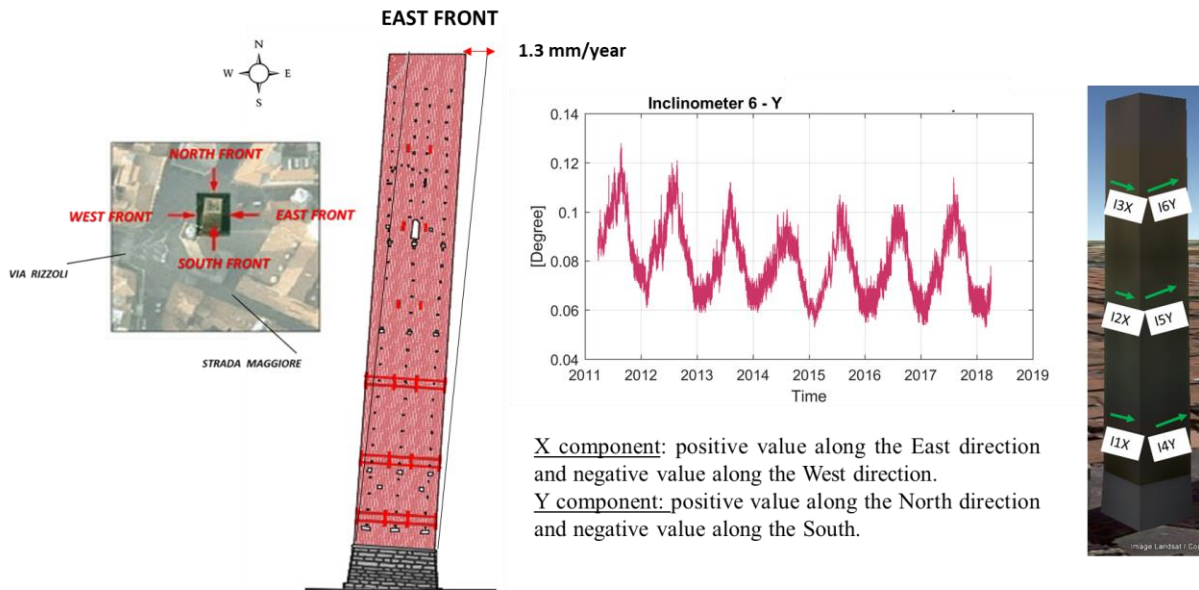 EAST FRONT
1.3 mm/year
N
W E
S
NORTH FRONT
WEST FRONT
EAST FRONT
SOUTH FRONT
VIA RIZZOLI
STRADA MAGGIORE
Inclinometer 6 - Y
0.14
0.12
0.1
0.08
0.06
0.04
[Degree]
2011 2012 2013 2014 2015 2016 2017 2018 2019
Time
X component: positive value along the East direction
and negative value along the West direction.
Y component: positive value along the North direction
and negative value along the South.
I3X I6Y
I2X I5Y
I1X I4Y
Image Landsat / Cop